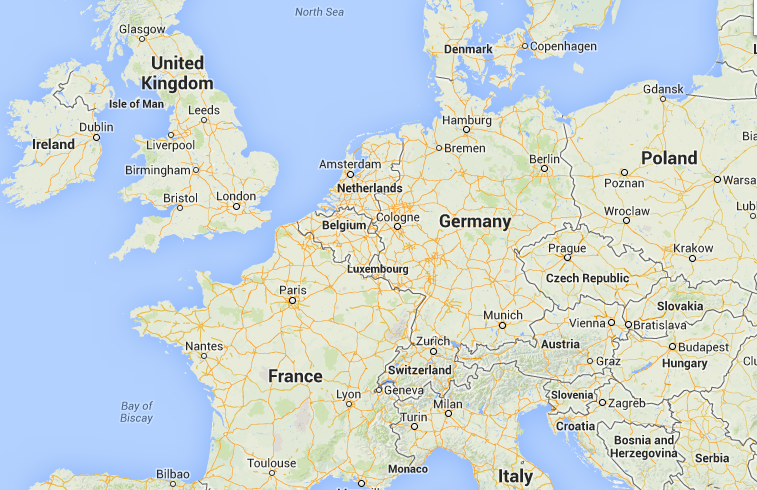 North Sea
Glasgow
Denmark
Copenhagen
United
Kingdom
Isle of Man
Leeds
Gdansk
Hamburg
Dublin
Ireland
Liverpool
Bremen
Berlin
Poland
Amsterdam
Birmingham
Netherlands
Poznan
Warsa
Bristol
London
Cologne
Wroclaw
Belgium
Germany
Prague
Krakow
Luxembourg
Czech Republic
Paris
Slovakia
Munich
Vienna
Bratislava
Nantes
Zurich
Austria
Budapest
Graz
Hungary
France
Switzerland
Geneva
Lyon
Slovenia
Zagreb
Milan
Bay of
Biscay
Turin
Croatia
Bosnia and
Herzegovina
Serbia
Toulouse
Monaco
Bilbao
Italy